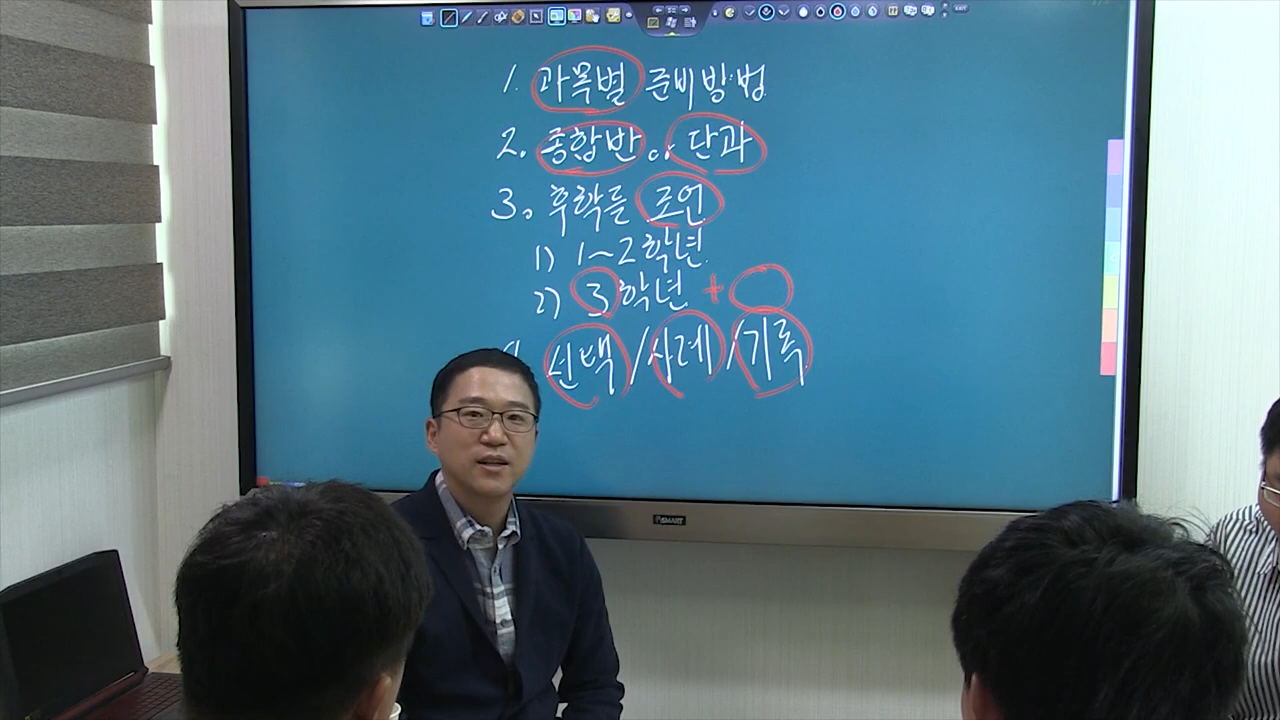 1. 과목별 준비방법
2. 종합반 or 단과
3. 후학들 조언
1) 1~2학년
2) 3학년 +
선택/사례/기록
SMART